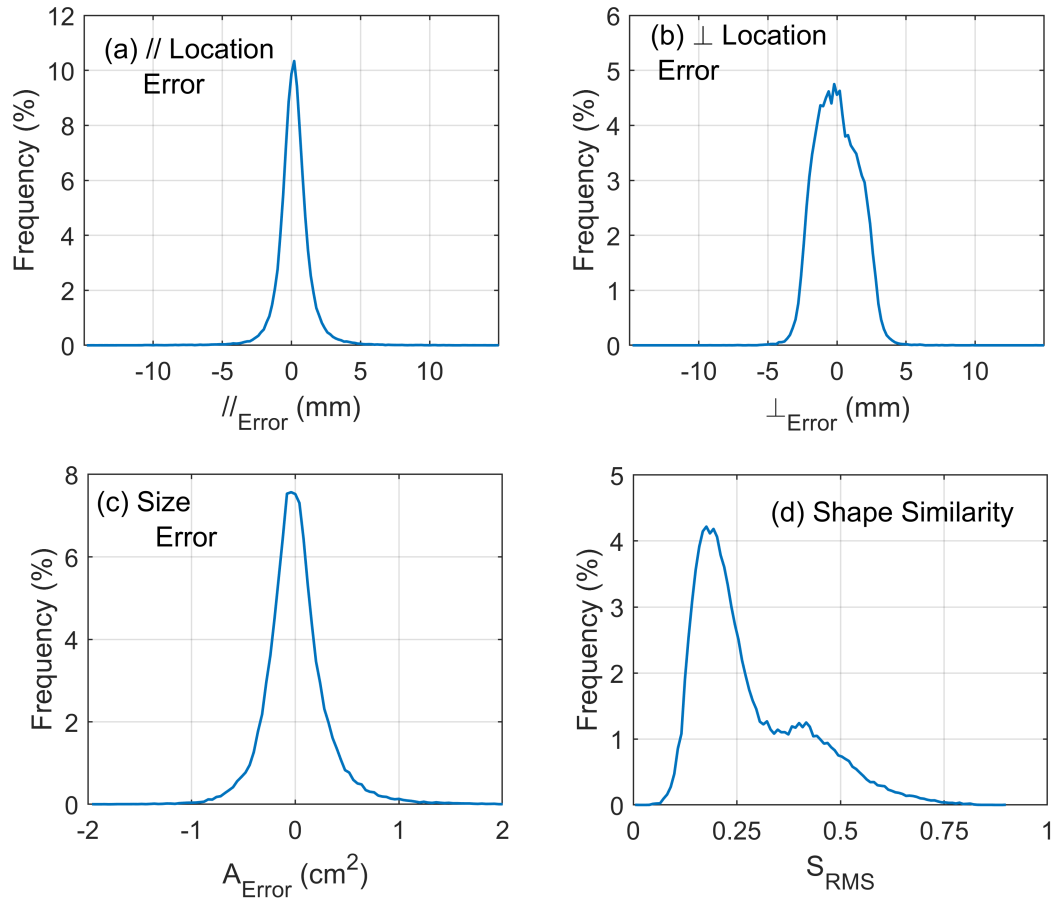 (a) // Location
Error
12
10
8
6
4
2
0
Frequency (%)
-10 -5 0 5 10
//Error (mm)
(b) ⊥ Location
Error
6
5
4
3
2
1
0
Frequency (%)
-10 -5 0 5 10
⊥Error (mm)
(c) Size
Error
8
6
4
2
0
Frequency (%)
-2 -1 0 1 2
AError (cm2)
(d) Shape Similarity
5
4
3
2
1
0
Frequency (%)
0 0.25 0.5 0.75 1
SRMS